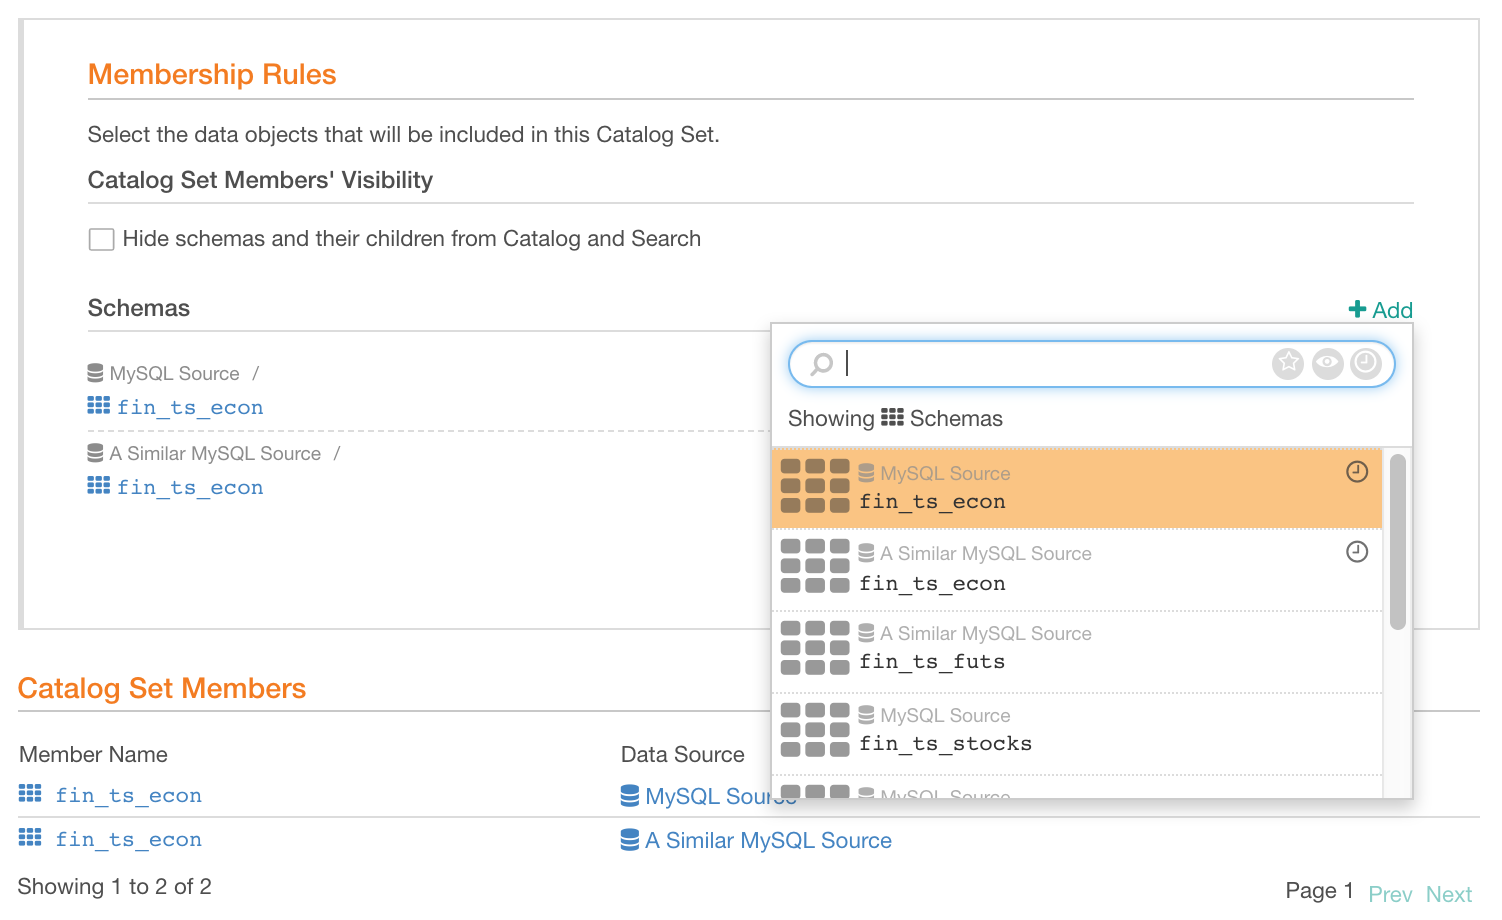 Membership Rules
Select the data objects that will be included in this Catalog Set.
Catalog Set Members' Visibility
Hide schemas and their children from Catalog and Search
Schemas
Add
MySQL Source /
fin_ts_econ
A Similar MySQL Source /
fin_ts_econ
Showing Schemas
MySQL Source
fin_ts_econ
A Similar MySQL Source
fin_ts_econ
A Similar MySQL Source
fin_ts_futs
MySQL Source
fin_ts_stocks
MySQL Source
Catalog Set Members
Member Name Data Source
fin_ts_econ MySQL Source
fin_ts_econ A Similar MySQL Source
Showing 1 to 2 of 2
Page 1 Prev Next